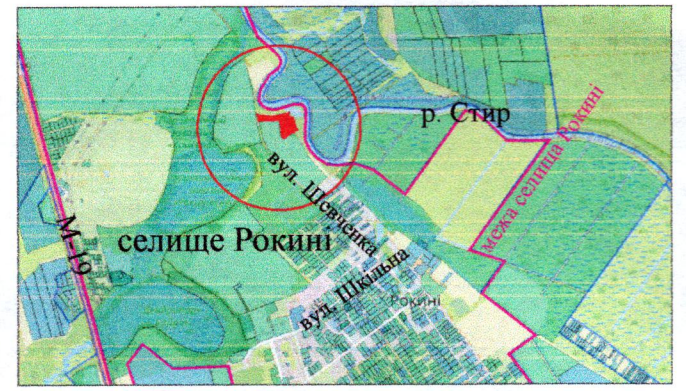 р. Стир
межа селища Рокині
вул. Шевченка
М-19
селище Рокині
вул. Шкільна
Рокині